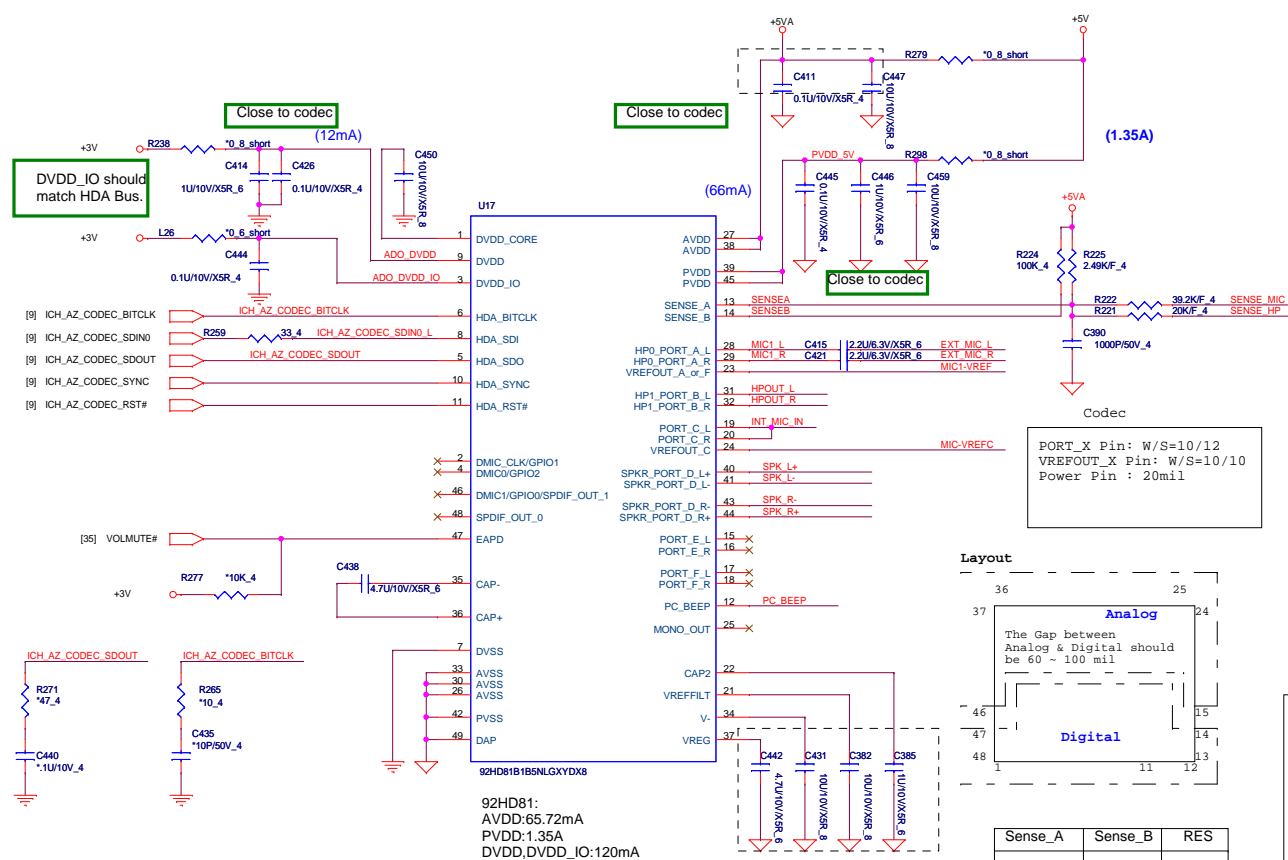 +5VA
+5V
R279
*0_8_short
C411
0.1U/10V/X5R_4
C447
10U/10V/X5R_8
Close to codec
Close to codec
(12mA)
(1.35A)
+3V
R238
*0_8_short
C414
1U/10V/X5R_6
C426
0.1U/10V/X5R_4
C450
10U/10V/X5R_8
DVDD_IO should
match HDA Bus.
PVDD_5V
R298
*0_8_short
C445
0.1U/10V/X5R_4
C446
1U/10V/X5R_6
C459
10U/10V/X5R_8
(66mA)
Close to codec
+3V
L26
*0_6_short
C444
0.1U/10V/X5R_4
ADO_DVDD
ADO_DVDD_IO
+5VA
R224
100K_4
R225
2.49K/F_4
U17
1 DVDD_CORE
9 DVDD
3 DVDD_IO
6 HDA_BITCLK
8 HDA_SDI
5 HDA_SDO
10 HDA_SYNC
11 HDA_RST#
2 DMIC_CLK/GPIO1
4 DMIC0/GPIO2
46 DMIC1/GPIO0/SPDIF_OUT_1
48 SPDIF_OUT_0
47 EAPD
35 CAP-
36 CAP+
7 DVSS
33 AVSS
30 AVSS
26 AVSS
42 PVSS
49 DAP
AVDD 27
AVDD 38
PVDD 39
PVDD 45
SENSE_A 13 SENSEA
SENSE_B 14 SENSEB
R222 39.2K/F_4 SENSE_MIC
R221 20K/F_4 SENSE_HP
C390
1000P/50V_4
HP0_PORT_A_L 28 MIC1_L C415 2.2U/6.3V/X5R_6 EXT_MIC_L
HP0_PORT_A_R 29 MIC1_R C421 2.2U/6.3V/X5R_6 EXT_MIC_R
VREFOUT_A_or_F 23 MIC1-VREF
HP1_PORT_B_L 31 HPOUT_L
HP1_PORT_B_R 32 HPOUT_R
PORT_C_L 19 INT_MIC_IN
PORT_C_R 20
VREFOUT_C 24 MIC-VREFC
SPKR_PORT_D_L+ 40 SPK_L+
SPKR_PORT_D_L- 41 SPK_L-
SPKR_PORT_D_R- 43 SPK_R-
SPKR_PORT_D_R+ 44 SPK_R+
PORT_E_L 15
PORT_E_R 16
PORT_F_L 17
PORT_F_R 18
PC_BEEP 12 PC_BEEP
MONO_OUT 25
CAP2 22
VREFFILT 21
V- 34
VREG 37
[9] ICH_AZ_CODEC_BITCLK ICH_AZ_CODEC_BITCLK
[9] ICH_AZ_CODEC_SDIN0 R259 33_4 ICH_AZ_CODEC_SDIN0_L
[9] ICH_AZ_CODEC_SDOUT ICH_AZ_CODEC_SDOUT
[9] ICH_AZ_CODEC_SYNC
[9] ICH_AZ_CODEC_RST#
[35] VOLMUTE#
+3V
R277
*10K_4
C438
4.7U/10V/X5R_6
ICH_AZ_CODEC_SDOUT
R271
*47_4
C440
*.1U/10V_4
ICH_AZ_CODEC_BITCLK
R265
*10_4
C435
*10P/50V_4
C442
4.7U/10V/X5R_6
C431
10U/10V/X5R_8
C382
10U/10V/X5R_8
C385
1U/10V/X5R_6
92HD81B1B5NLGXYDX8
92HD81:
AVDD:65.72mA
PVDD:1.35A
DVDD,DVDD_IO:120mA
Codec
PORT_X Pin: W/S=10/12
VREFOUT_X Pin: W/S=10/10
Power Pin : 20mil
Layout
36
25
37
24
Analog
The Gap between
Analog & Digital should
be 60 ~ 100 mil
46
15
47
14
Digital
48
13
1
11
12
Sense_A Sense_B RES